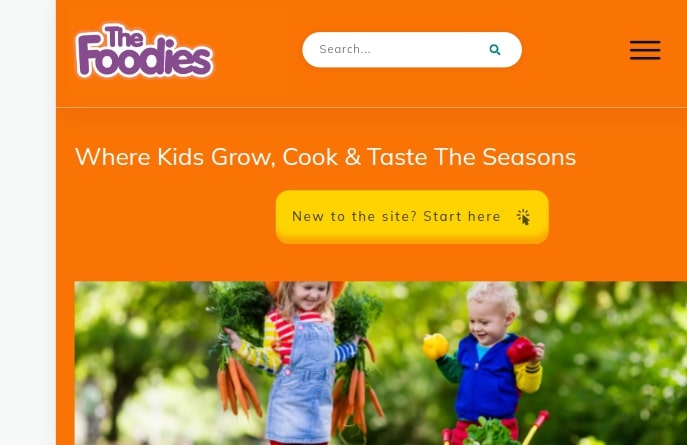 The
Foodies
Search...
Where Kids Grow, Cook & Taste The Seasons
New to the site? Start here